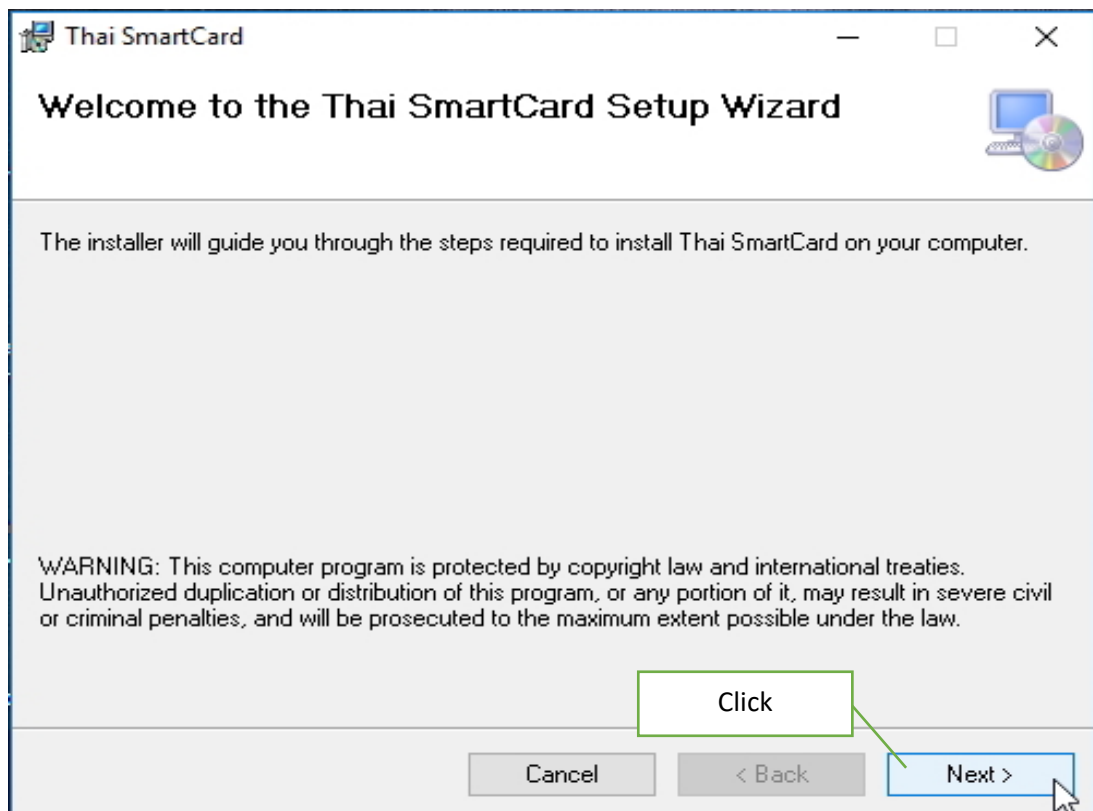 Thai SmartCard
Welcome to the Thai SmartCard Setup Wizard
The installer will guide you through the steps required to install Thai SmartCard on your computer.
WARNING: This computer program is protected by copyright law and international treaties.
Unauthorized duplication or distribution of this program, or any portion of it, may result in severe civil
or criminal penalties, and will be prosecuted to the maximum extent possible under the law.
Click
Cancel
< Back
Next >